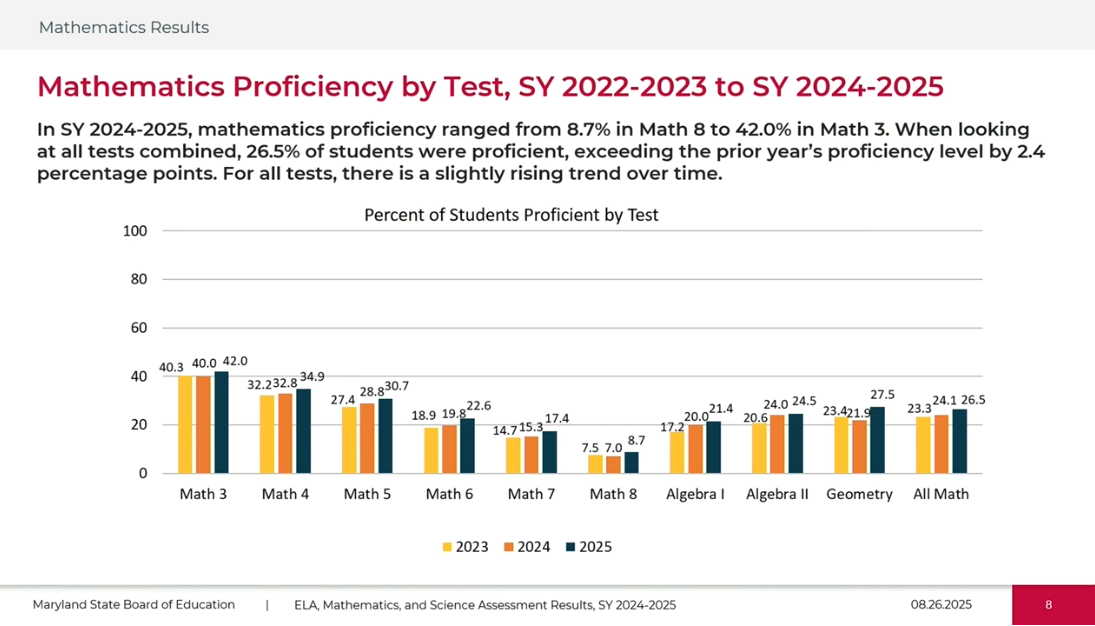 Mathematics Results
Mathematics Proficiency by Test, SY 2022-2023 to SY 2024-2025
In SY 2024-2025, mathematics proficiency ranged from 8.7% in Math 8 to 42.0% in Math 3. When looking
at all tests combined, 26.5% of students were proficient, exceeding the prior year’s proficiency level by 2.4
percentage points. For all tests, there is a slightly rising trend over time.
Percent of Students Proficient by Test
100
80
60
40
20
0
40.3 40.0 42.0
32.2 32.8 34.9
27.4 28.8 30.7
18.9 19.8 22.6
14.7 15.3 17.4
7.5 7.0 8.7
17.2 20.0 21.4
20.6 24.0 24.5
23.4 21.9 27.5
23.3 24.1 26.5
Math 3 Math 4 Math 5 Math 6 Math 7 Math 8 Algebra I Algebra II Geometry All Math
2023 2024 2025
Maryland State Board of Education | ELA, Mathematics, and Science Assessment Results, SY 2024-2025 08.26.2025 8